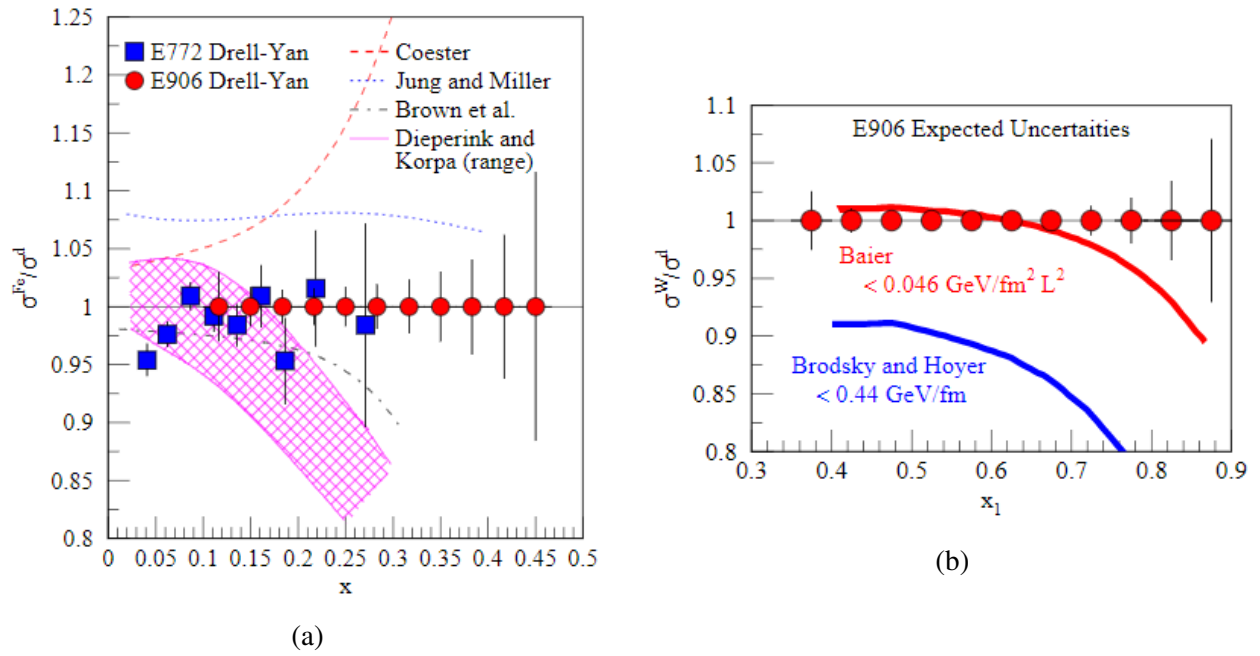 1.25
1.2
1.15
1.1
1.05
1
0.95
0.9
0.85
0.8
σ^Fe/σ^d
E772 Drell-Yan
E906 Drell-Yan
Coester
Jung and Miller
Brown et al.
Dieperink and
Korpa (range)
0 0.05 0.1 0.15 0.2 0.25 0.3 0.35 0.4 0.45 0.5
x
(a)
1.1
1.05
1
0.95
0.9
0.85
0.8
σ^W/σ^d
E906 Expected Uncertaities
Baier
< 0.046 GeV/fm² L²
Brodsky and Hoyer
< 0.44 GeV/fm
0.3 0.4 0.5 0.6 0.7 0.8 0.9
x₁
(b)